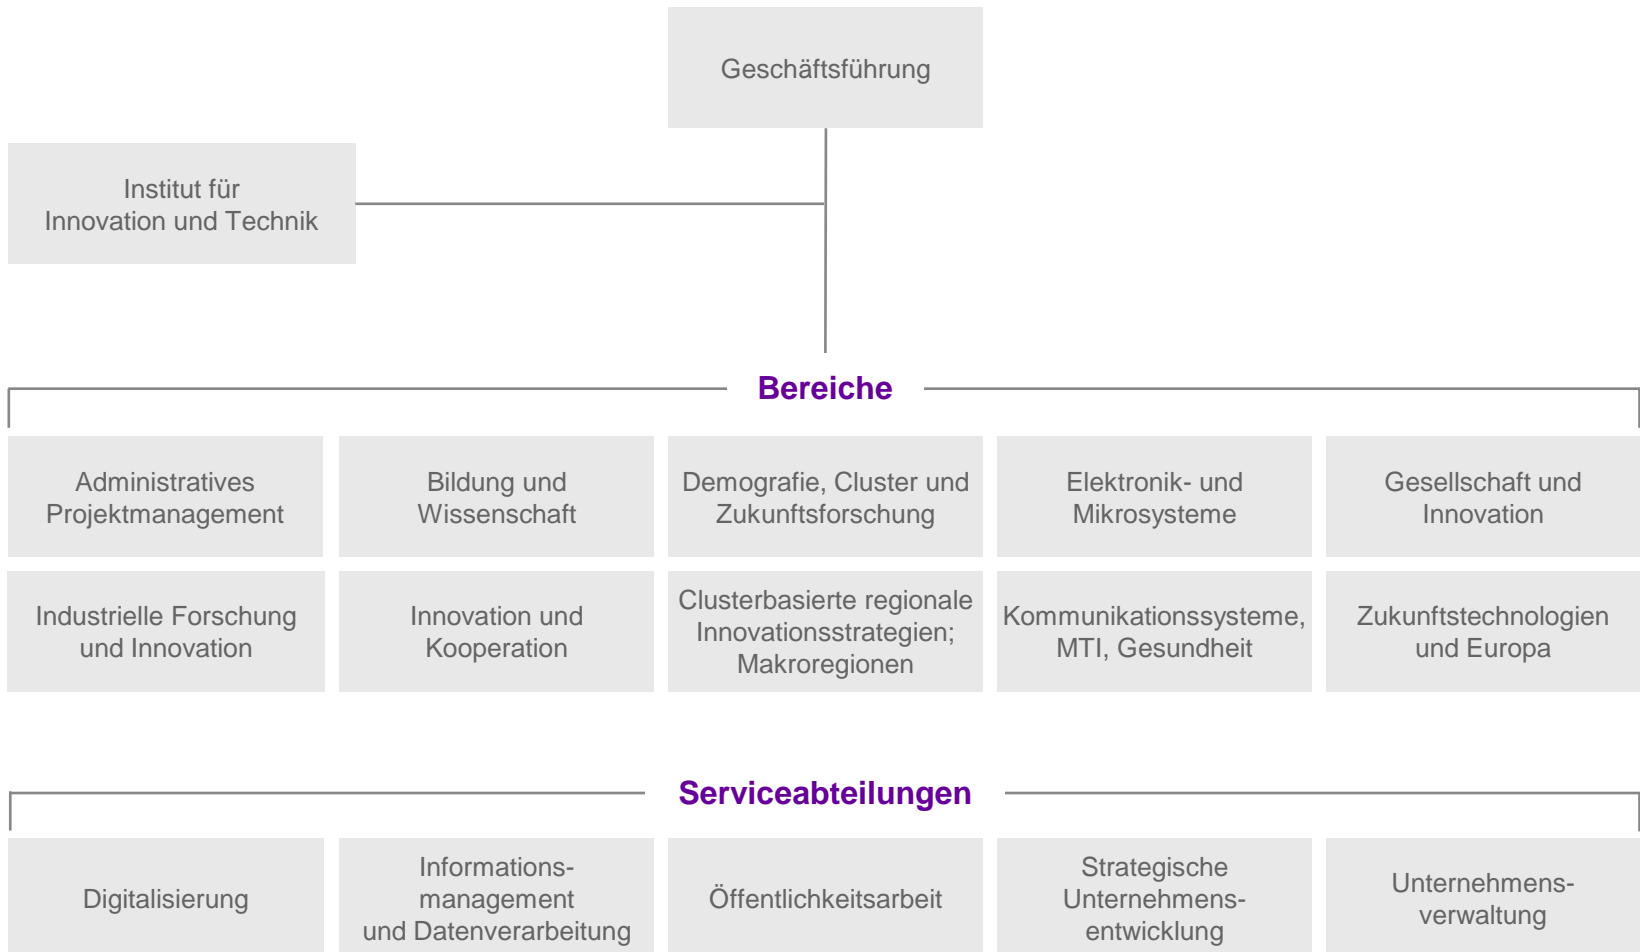 Geschäftsführung
Institut für
Innovation und Technik
Bereiche
Administratives
Projektmanagement
Bildung und
Wissenschaft
Demografie, Cluster und
Zukunftsforschung
Elektronik- und
Mikrosysteme
Gesellschaft und
Innovation
Industrielle Forschung
und Innovation
Innovation und
Kooperation
Clusterbasierte regionale
Innovationsstrategien;
Makroregionen
Kommunikationssysteme,
MTI, Gesundheit
Zukunftstechnologien
und Europa
Serviceabteilungen
Digitalisierung
Informations-
management
und Datenverarbeitung
Öffentlichkeitsarbeit
Strategische
Unternehmens-
entwicklung
Unternehmens-
verwaltung